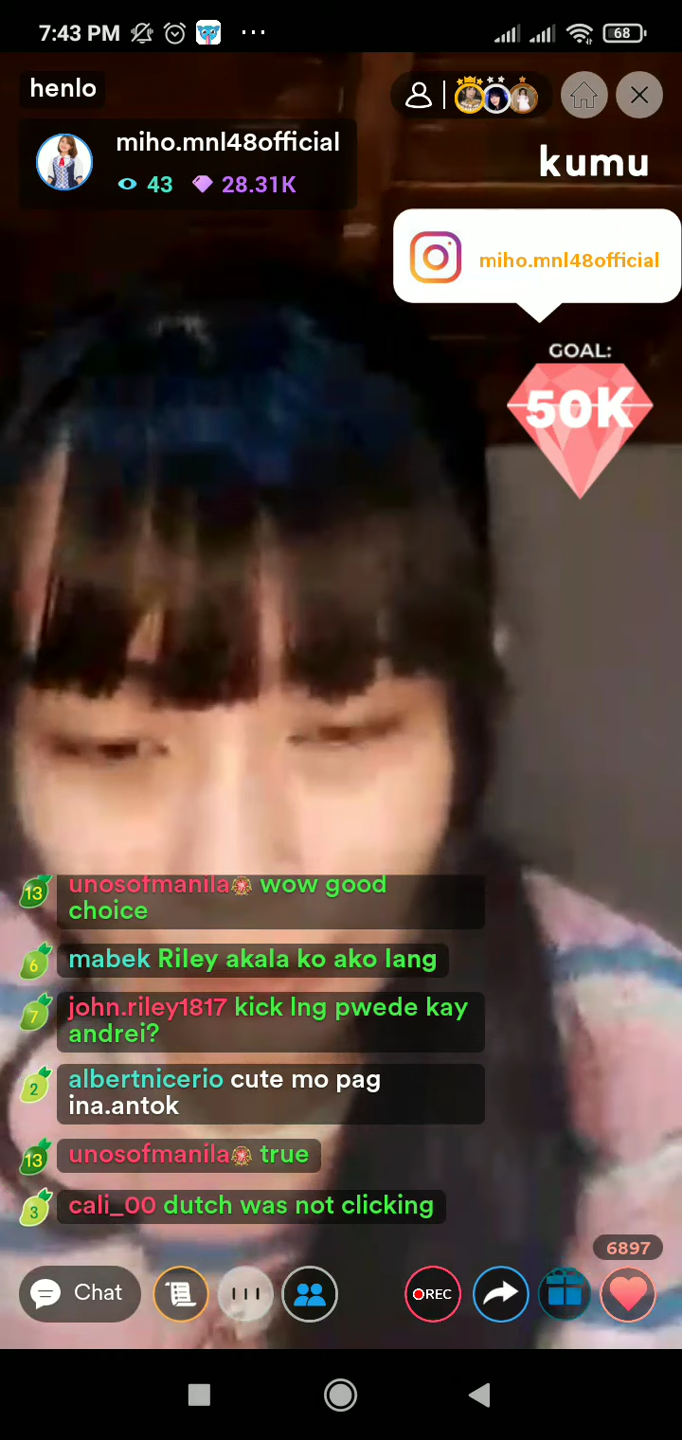 7:43 PM
68
henlo
miho.mnl48official
43 28.31K
kumu
miho.mnl48official
GOAL:
50K
13 unosofmanila wow good
choice
6 mabek Riley akala ko ako lang
7 john.riley1817 kick lng pwede kay
andrei?
2 albertnicerio cute mo pag
ina.antok
13 unosofmanila true
3 cali_00 dutch was not clicking
6897
Chat
REC